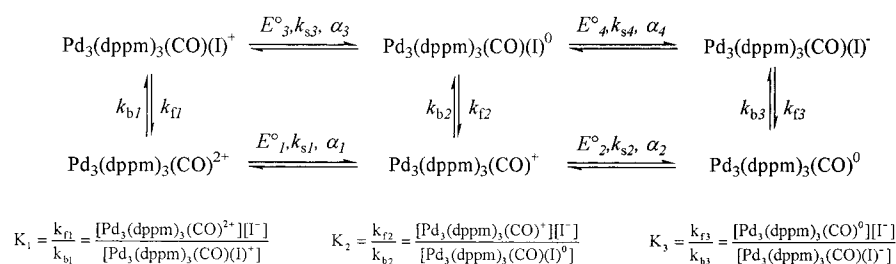 E°3,ks3, α3 E°4,ks4, α4
Pd3(dppm)3(CO)(I)+ Pd3(dppm)3(CO)(I)0 Pd3(dppm)3(CO)(I)-
kb1 kf1 kb2 kf2 kb3 kf3
E°1,ks1, α1 E°2,ks2, α2
Pd3(dppm)3(CO)2+ Pd3(dppm)3(CO)+ Pd3(dppm)3(CO)0
K1 = kf1/kb1 = [Pd3(dppm)3(CO)2+][I-]/[Pd3(dppm)3(CO)(I)+] K2 = kf2/kb2 = [Pd3(dppm)3(CO)+][I-]/[Pd3(dppm)3(CO)(I)0] K3 = kf3/kb3 = [Pd3(dppm)3(CO)0][I-]/[Pd3(dppm)3(CO)(I)-]